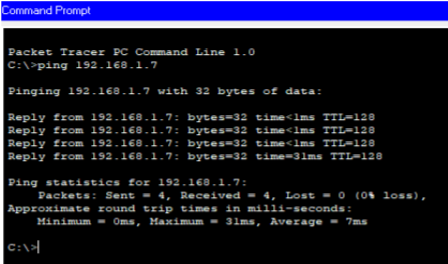 Command Prompt
Packet Tracer PC Command Line 1.0
C:\>ping 192.168.1.7
Pinging 192.168.1.7 with 32 bytes of data:
Reply from 192.168.1.7: bytes=32 time<1ms TTL=128
Reply from 192.168.1.7: bytes=32 time<1ms TTL=128
Reply from 192.168.1.7: bytes=32 time<1ms TTL=128
Reply from 192.168.1.7: bytes=32 time=31ms TTL=128
Ping statistics for 192.168.1.7:
Packets: Sent = 4, Received = 4, Lost = 0 (0% loss),
Approximate round trip times in milli-seconds:
Minimum = 0ms, Maximum = 31ms, Average = 7ms
C:\>